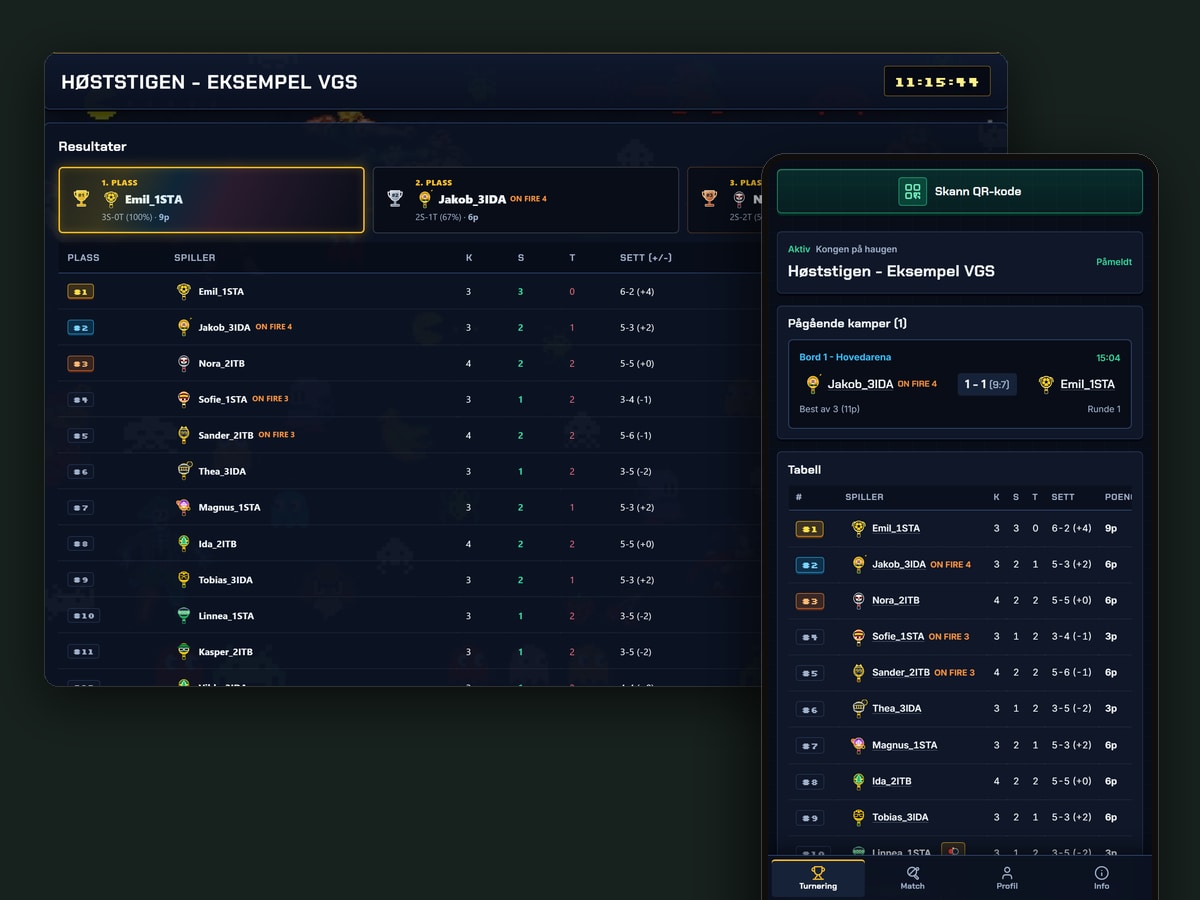 HØSTSTIGEN - EKSEMPEL VGS
11:15:44
Resultater
1. PLASS
Emil_1STA
3S-0T (100%) · 9p
2. PLASS
Jakob_3IDA ON FIRE 4
2S-1T (67%) · 6p
3. PLAS
N
2S-2T (5
PLASS SPILLER K S T SETT (+/-)
#1 Emil_1STA 3 3 0 6-2 (+4)
#2 Jakob_3IDA ON FIRE 4 3 2 1 5-3 (+2)
#3 Nora_2ITB 4 2 2 5-5 (+0)
#4 Sofie_1STA ON FIRE 3 3 1 2 3-4 (-1)
#5 Sander_2ITB ON FIRE 3 4 2 2 5-6 (-1)
#6 Thea_3IDA 3 1 2 3-5 (-2)
#7 Magnus_1STA 3 2 1 5-3 (+2)
#8 Ida_2ITB 4 2 2 5-5 (+0)
#9 Tobias_3IDA 3 2 1 5-3 (+2)
#10 Linnea_1STA 3 1 2 3-5 (-2)
#11 Kasper_2ITB 3 1 2 3-5 (-2)
Skann QR-kode
Aktiv Kongen på haugen
Påmeldt
Høststigen - Eksempel VGS
Pågående kamper (1)
Bord 1 - Hovedarena 15:04
Jakob_3IDA ON FIRE 4 1 - 1 (9:7) Emil_1STA
Best av 3 (11p) Runde 1
Tabell
# SPILLER K S T SETT POEN
#1 Emil_1STA 3 3 0 6-2 (+4) 9p
#2 Jakob_3IDA ON FIRE 4 3 2 1 5-3 (+2) 6p
#3 Nora_2ITB 4 2 2 5-5 (+0) 6p
#4 Sofie_1STA ON FIRE 3 3 1 2 3-4 (-1) 3p
#5 Sander_2ITB ON FIRE 3 4 2 2 5-6 (-1) 6p
#6 Thea_3IDA 3 1 2 3-5 (-2) 3p
#7 Magnus_1STA 3 2 1 5-3 (+2) 6p
#8 Ida_2ITB 4 2 2 5-5 (+0) 6p
#9 Tobias_3IDA 3 2 1 5-3 (+2) 6p
#10 Linnea_1STA 3 1 2 3-5 (-2) 3p
Turnering Match Profil Info